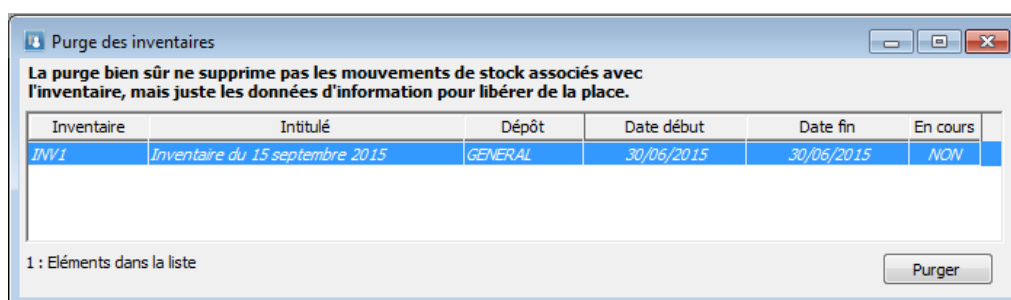 Purge des inventaires
La purge bien sûr ne supprime pas les mouvements de stock associés avec
l'inventaire, mais juste les données d'information pour libérer de la place.
Inventaire Intitulé Dépôt Date début Date fin En cours
INV1 Inventaire du 15 septembre 2015 GENERAL 30/06/2015 30/06/2015 NON
1 : Eléments dans la liste
Purger